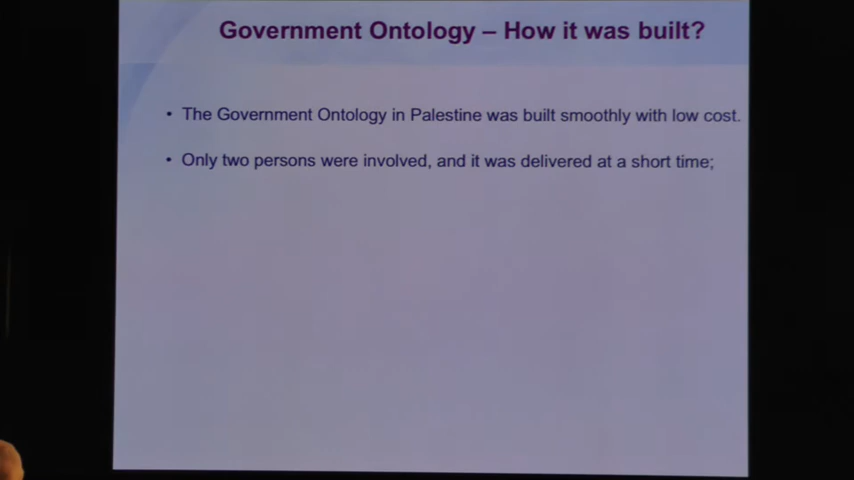 Government Ontology – How it was built?
• The Government Ontology in Palestine was built smoothly with low cost.
• Only two persons were involved, and it was delivered at a short time;